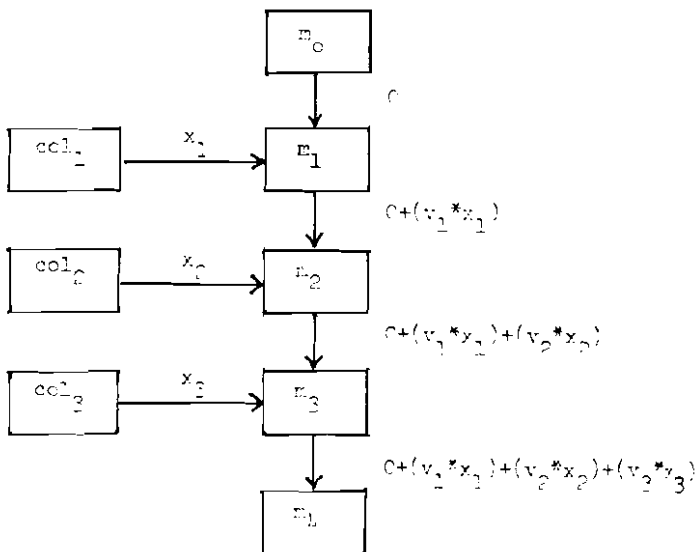 m₀
0
col₁ x₁ m₁
0+(v₁*x₁)
col₂ x₂ m₂
0+(v₁*x₁)+(v₂*x₂)
col₃ x₃ m₃
0+(v₁*x₁)+(v₂*x₂)+(v₃*x₃)
m₄